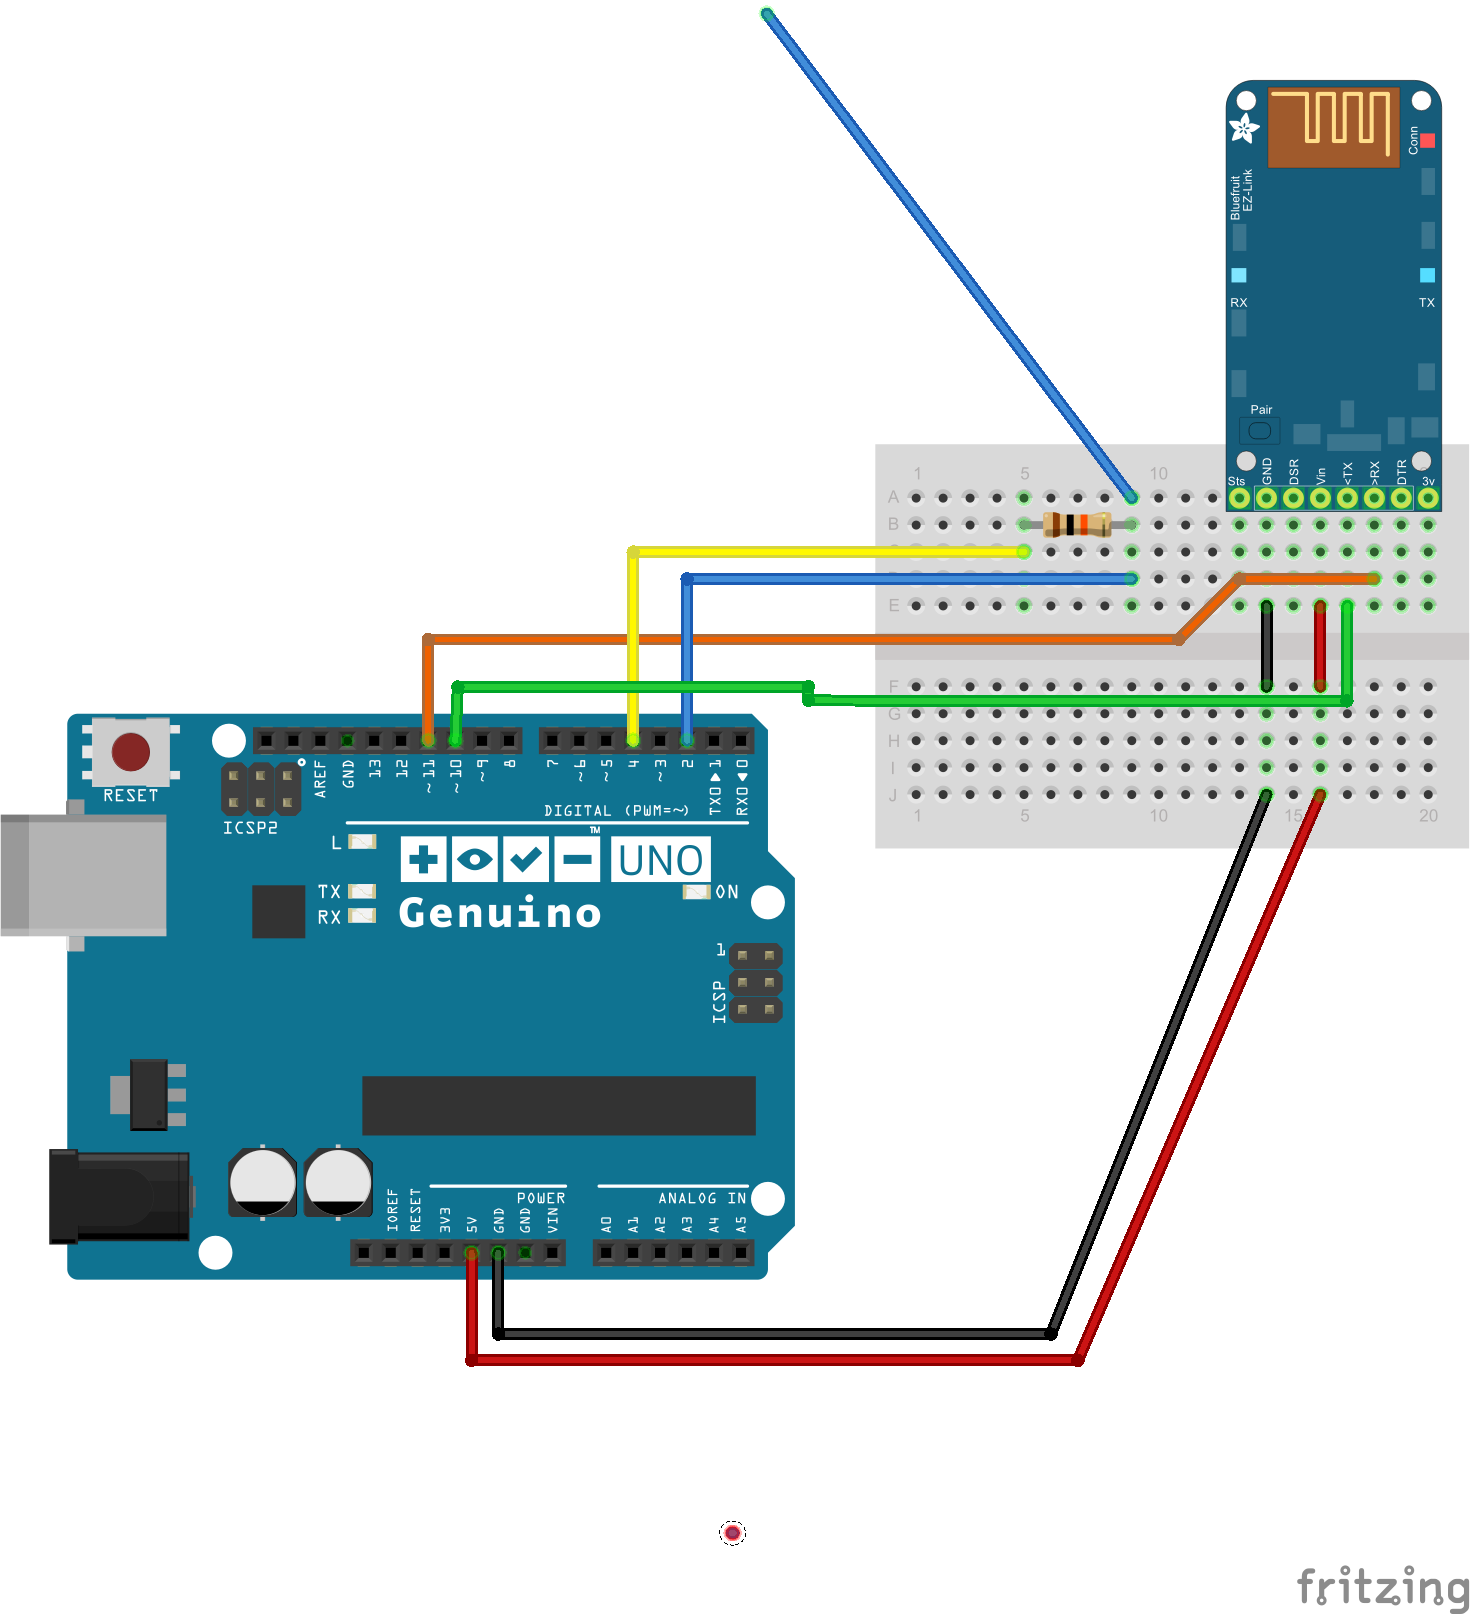 Conn
Bluefruit
EZ-Link
RX
TX
Pair
Sts
GND
DSR
Vin
<TX
>RX
DTR
3v
1
5
10
A
B
E
F
G
H
I
J
1
5
15
20
RESET
ICSP2
AREF
GND
13
12
~11
~10
~9
8
7
~6
~5
4
~3
2
TX0▶1
RX0◀0
DIGITAL (PWM=~)
L
TX
RX
™
UNO
ON
Genuino
1
ICSP
IOREF
RESET
3V3
5V
GND
GND
VIN
POWER
A0
A1
A2
A3
A4
A5
ANALOG IN
fritzing